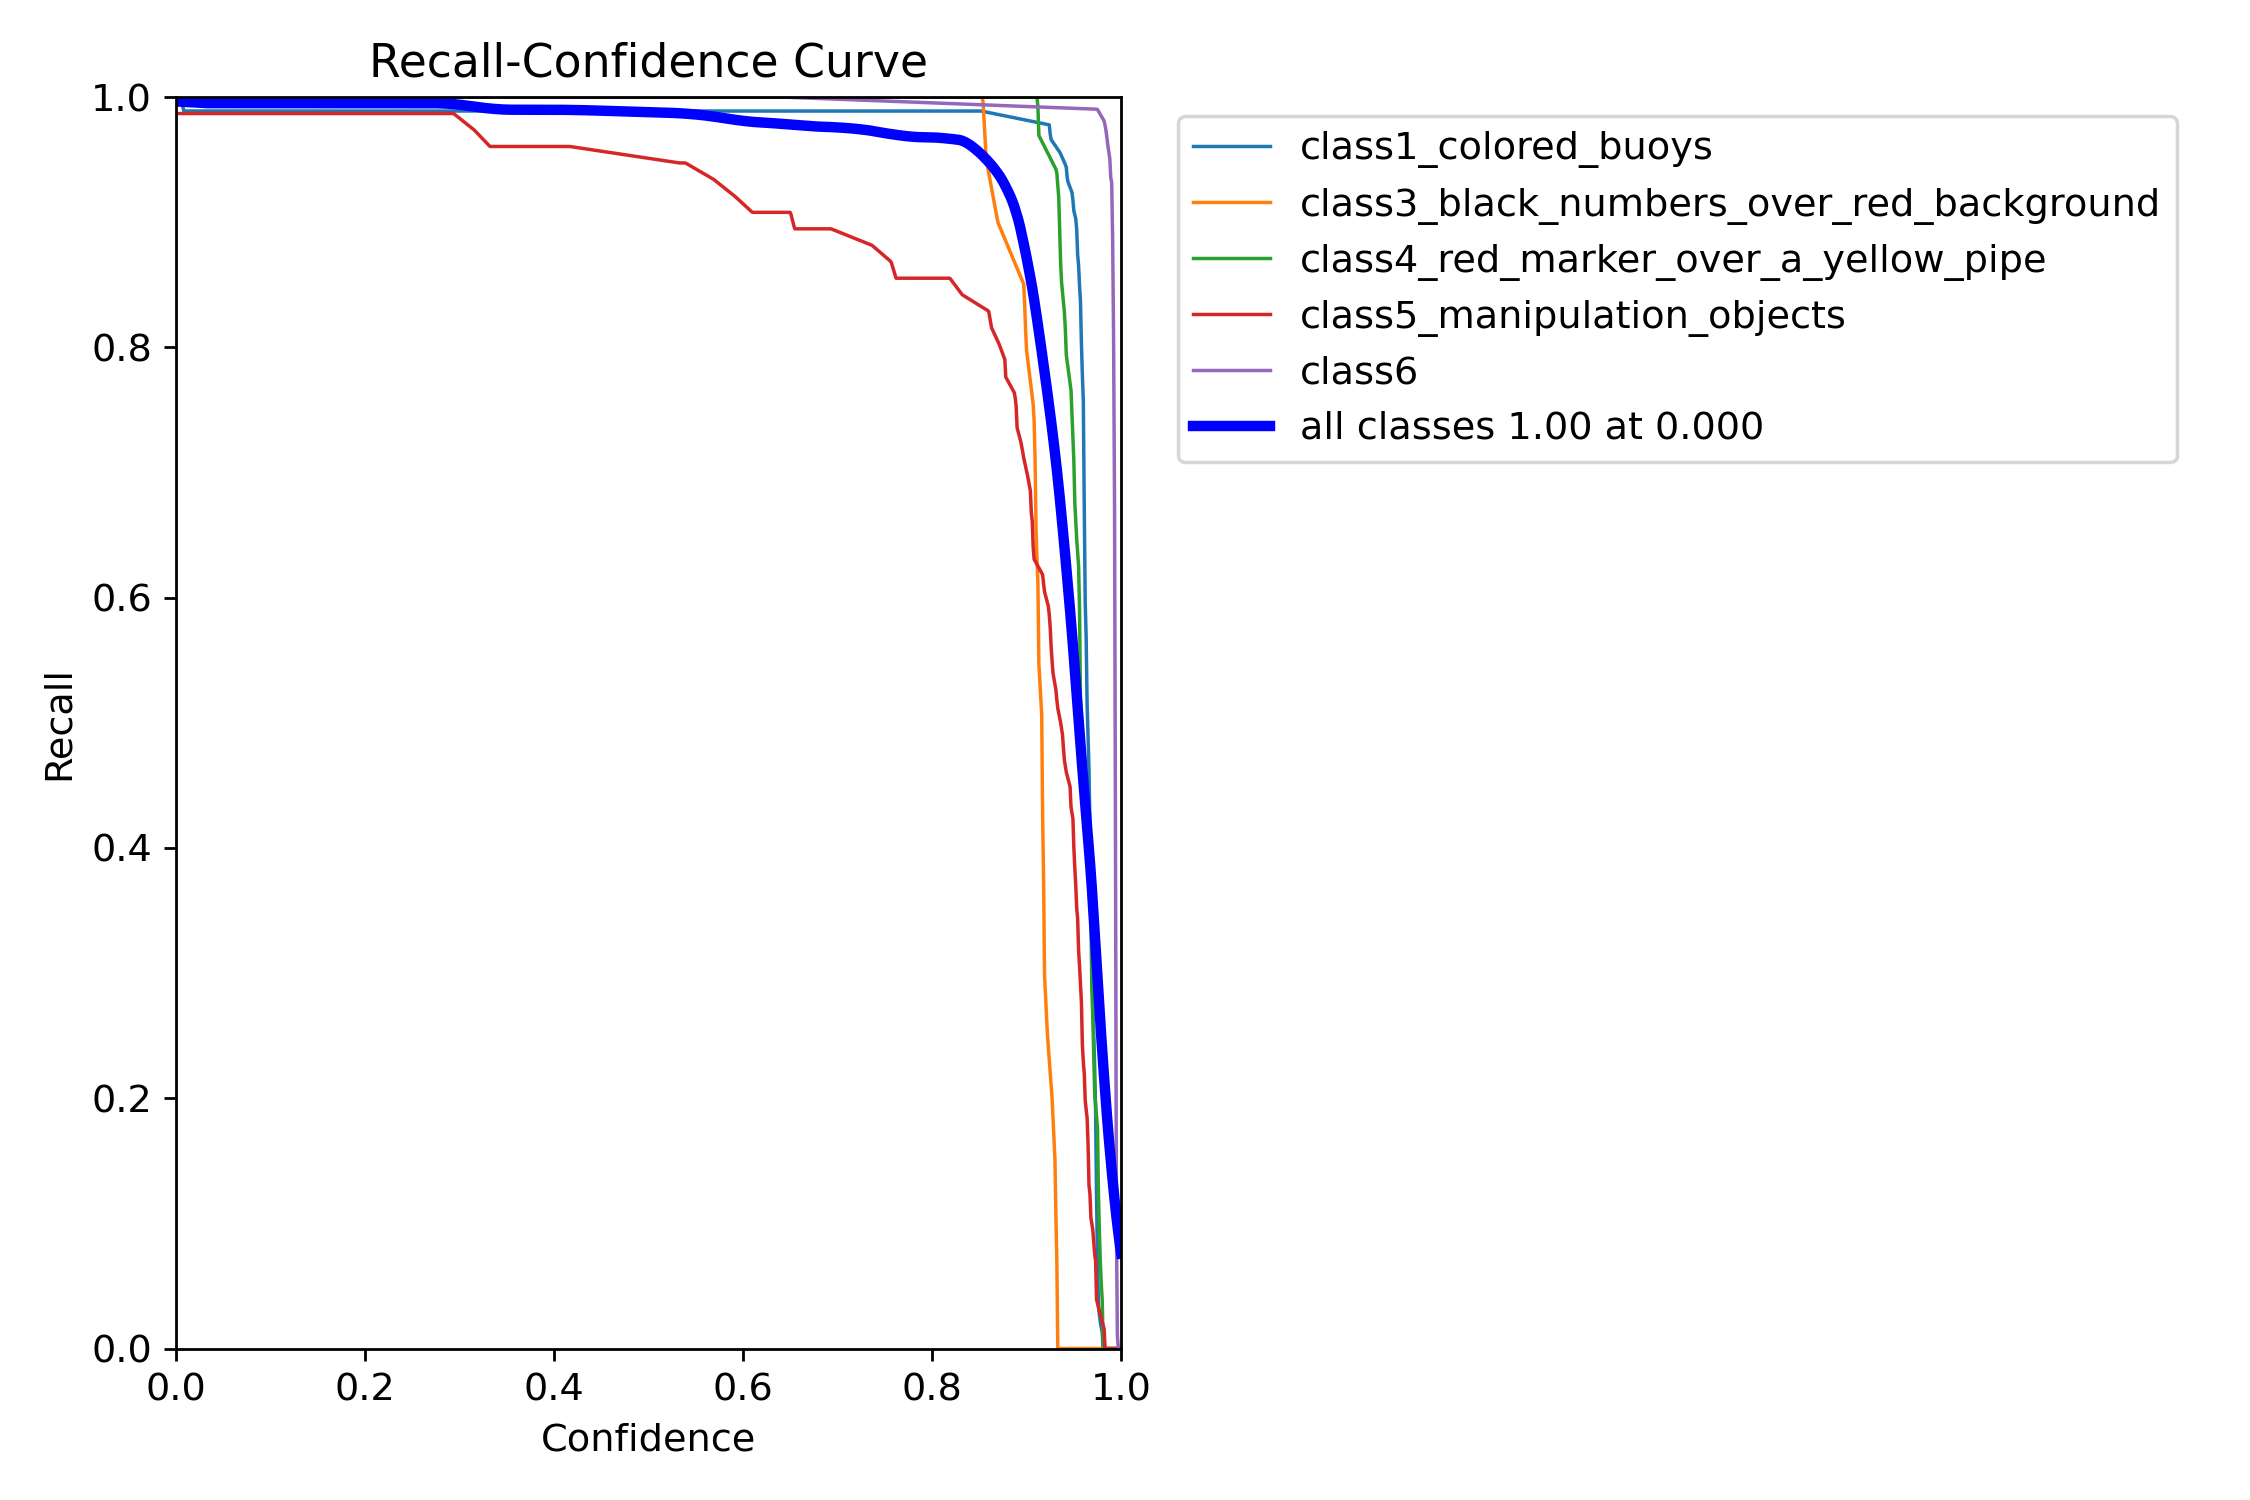 Recall-Confidence Curve
1.0
0.8
0.6
0.4
0.2
0.0
Recall
0.0 0.2 0.4 0.6 0.8 1.0
Confidence
class1_colored_buoys
class3_black_numbers_over_red_background
class4_red_marker_over_a_yellow_pipe
class5_manipulation_objects
class6
all classes 1.00 at 0.000